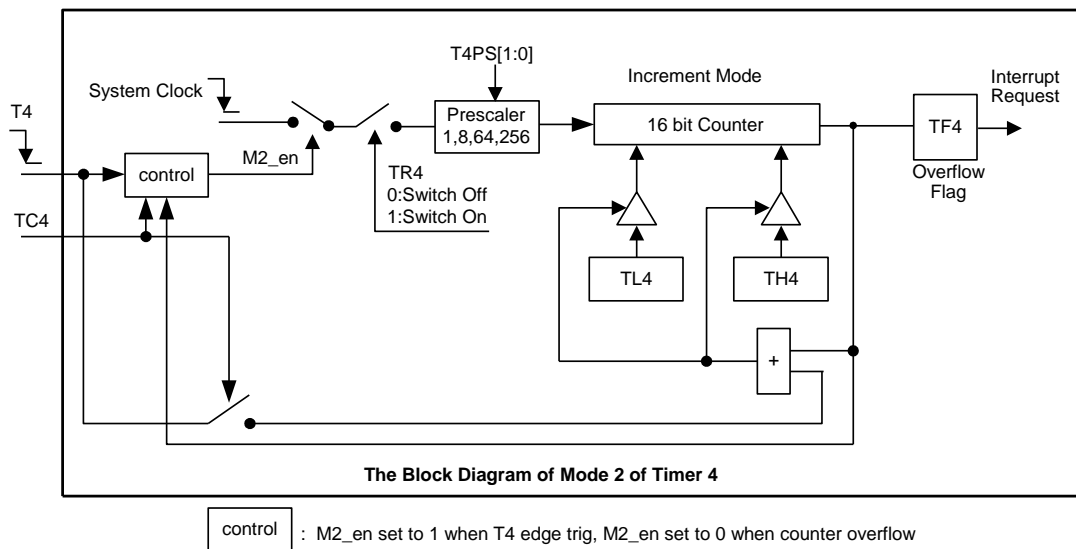 T4PS[1:0]
Increment Mode
Interrupt
Request
System Clock
T4
Prescaler
1,8,64,256
16 bit Counter
TF4
M2_en
control
Overflow
Flag
TR4
0:Switch Off
1:Switch On
TC4
TL4
TH4
+
The Block Diagram of Mode 2 of Timer 4
control : M2_en set to 1 when T4 edge trig, M2_en set to 0 when counter overflow